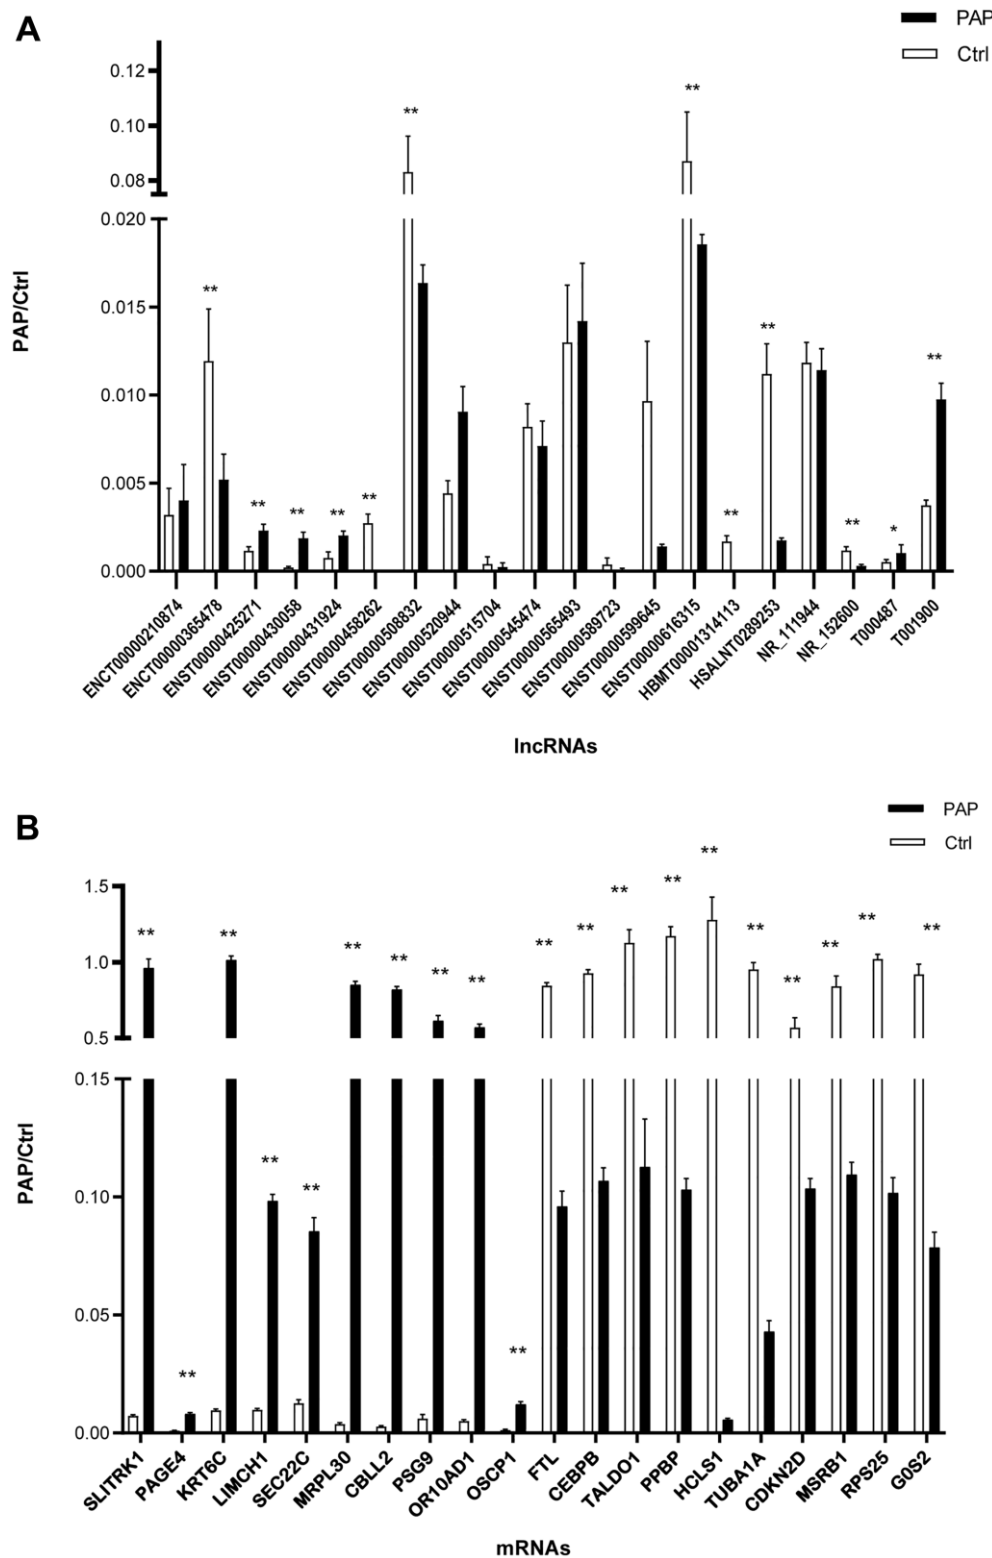 A
PAP
Ctrl
0.12
0.10
0.08
0.020
0.015
0.010
0.005
0.000
PAP/Ctrl
** ** ** ** ** ** ** ** ** ** ** * **
ENCT0000210874
ENCT0000365478
ENST00000425271
ENST00000430058
ENST00000431924
ENST00000458262
ENST00000508832
ENST00000520944
ENST00000515704
ENST00000545474
ENST00000565493
ENST00000589723
ENST00000599645
ENST00000616315
HBMT00001314113
HSALNT0289253
NR_111944
NR_152600
T000487
T001900
lncRNAs
B
PAP
Ctrl
1.5
1.0
0.5
0.15
0.10
0.05
0.00
PAP/Ctrl
** ** ** ** ** ** ** ** ** ** ** ** ** ** ** ** ** ** ** **
SLITRK1
PAGE4
KRT6C
LIMCH1
SEC22C
MRPL30
CBLL2
PSG9
OR10AD1
OSCP1
FTL
CEBPB
TALDO1
PPBP
HCLS1
TUBA1A
CDKN2D
MSRB1
RPS25
G0S2
mRNAs